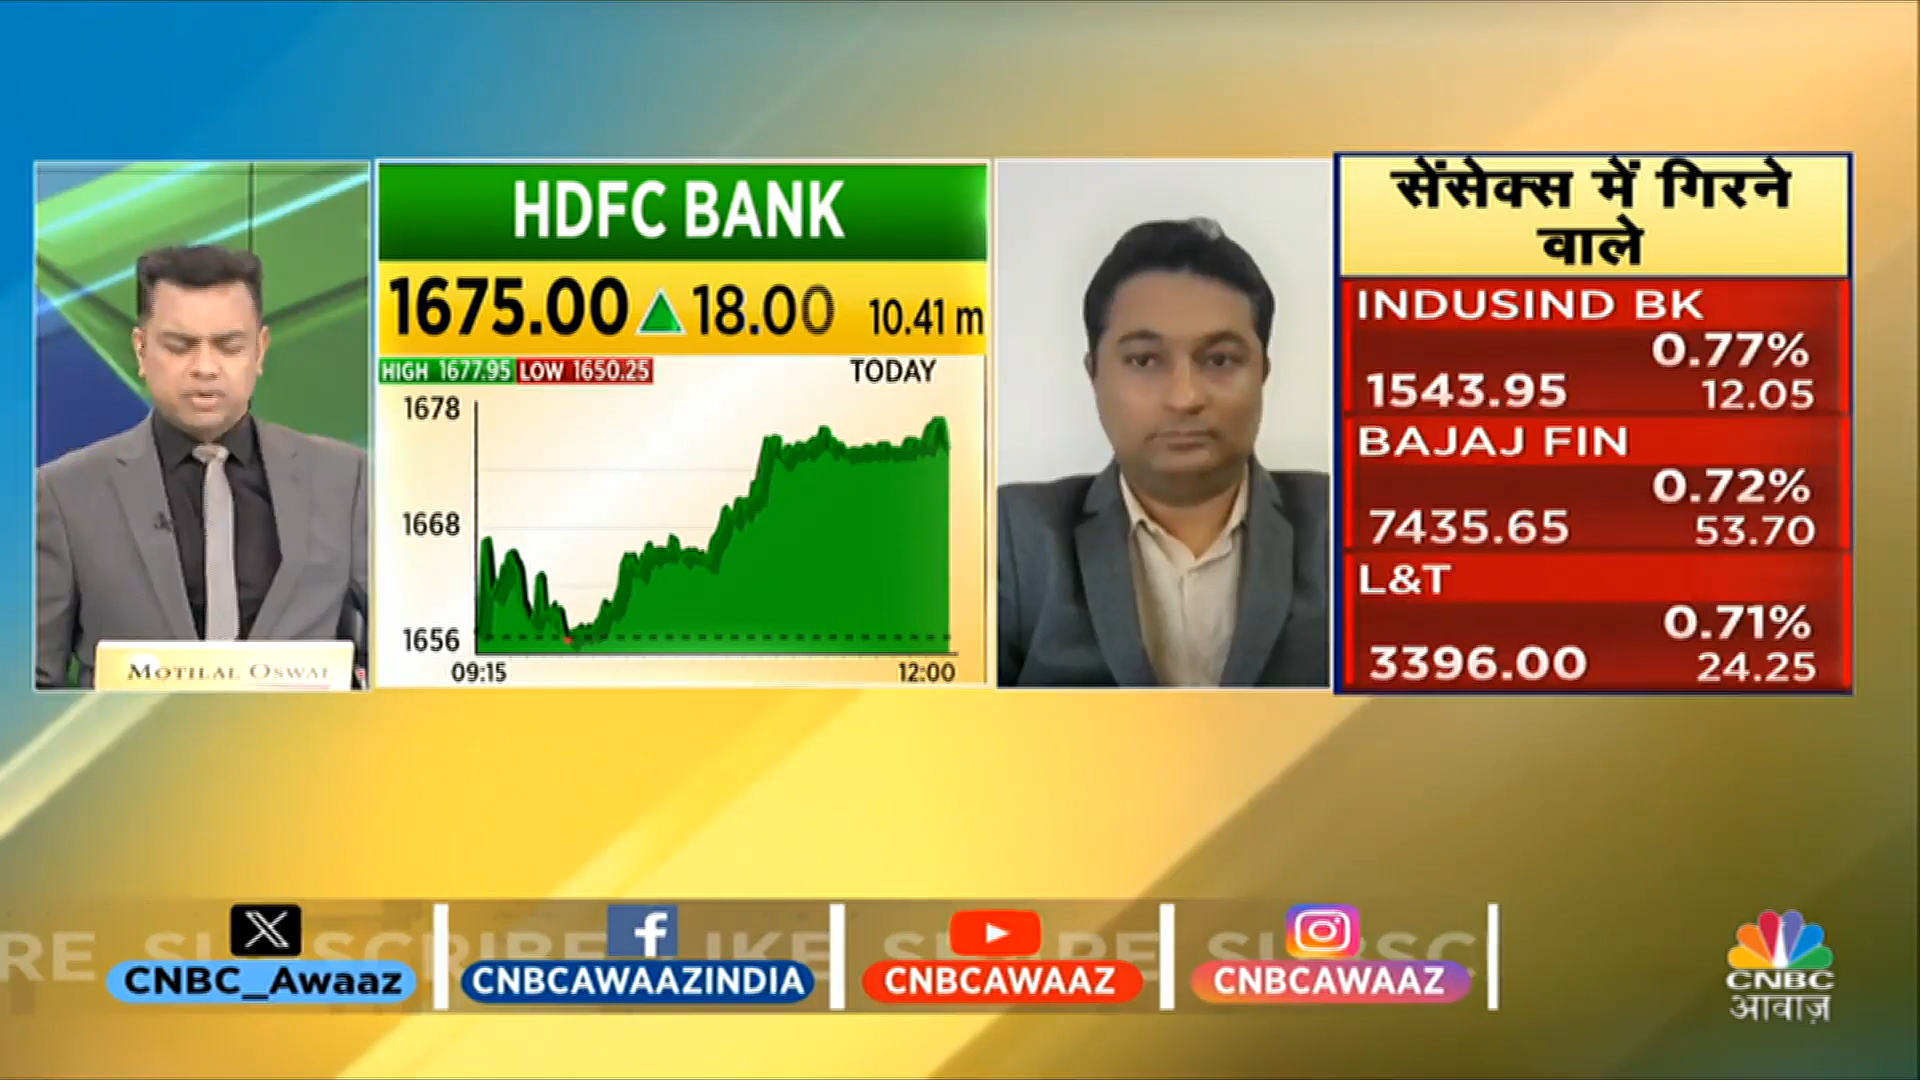 HDFC BANK
1675.00 ▲ 18.00 10.41 m
HIGH 1677.95 LOW 1650.25 TODAY
1678
1668
1656
09:15 12:00
MOTILAL OSWAL
सेंसेक्स में गिरने
वाले
INDUSIND BK
0.77%
1543.95 12.05
BAJAJ FIN
0.72%
7435.65 53.70
L&T
0.71%
3396.00 24.25
CNBC_Awaaz
CNBCAWAAZINDIA
CNBCAWAAZ
CNBCAWAAZ
CNBC
आवाज़